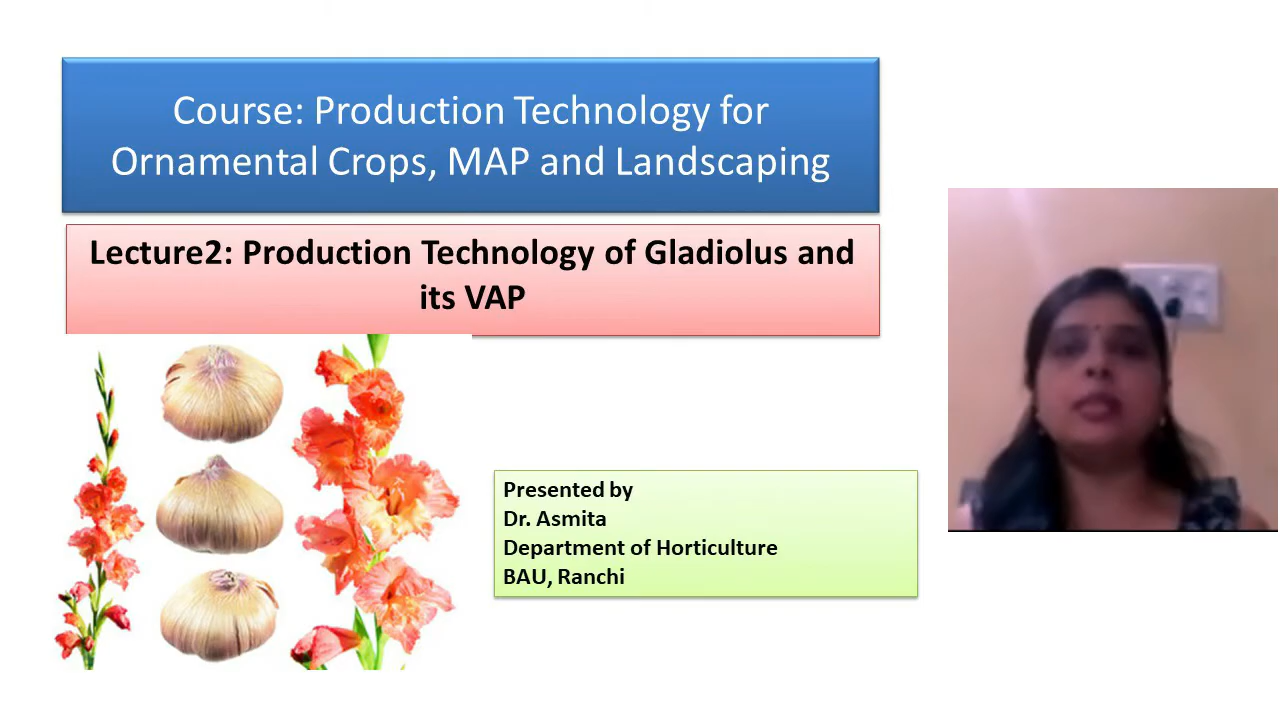 Course: Production Technology for
Ornamental Crops, MAP and Landscaping
Lecture2: Production Technology of Gladiolus and
its VAP
Presented by
Dr. Asmita
Department of Horticulture
BAU, Ranchi